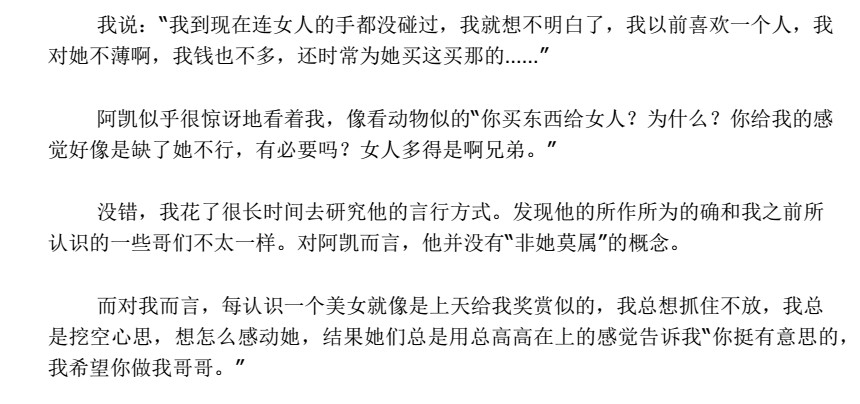 我说：“我到现在连女人的手都没碰过，我就想不明白了，我以前喜欢一个人，我
对她不薄啊，我钱也不多，还时常为她买这买那的......”
阿凯似乎很惊讶地看着我，像看动物似的“你买东西给女人？为什么？你给我的感
觉好像是缺了她不行，有必要吗？女人多得是啊兄弟。”
没错，我花了很长时间去研究他的言行方式。发现他的所作所为的确和我之前所
认识的一些哥们不太一样。对阿凯而言，他并没有“非她莫属”的概念。
而对我而言，每认识一个美女就像是上天给我奖赏似的，我总想抓住不放，我总
是挖空心思，想怎么感动她，结果她们总是用总高高在上的感觉告诉我“你挺有意思的，
我希望你做我哥哥。”